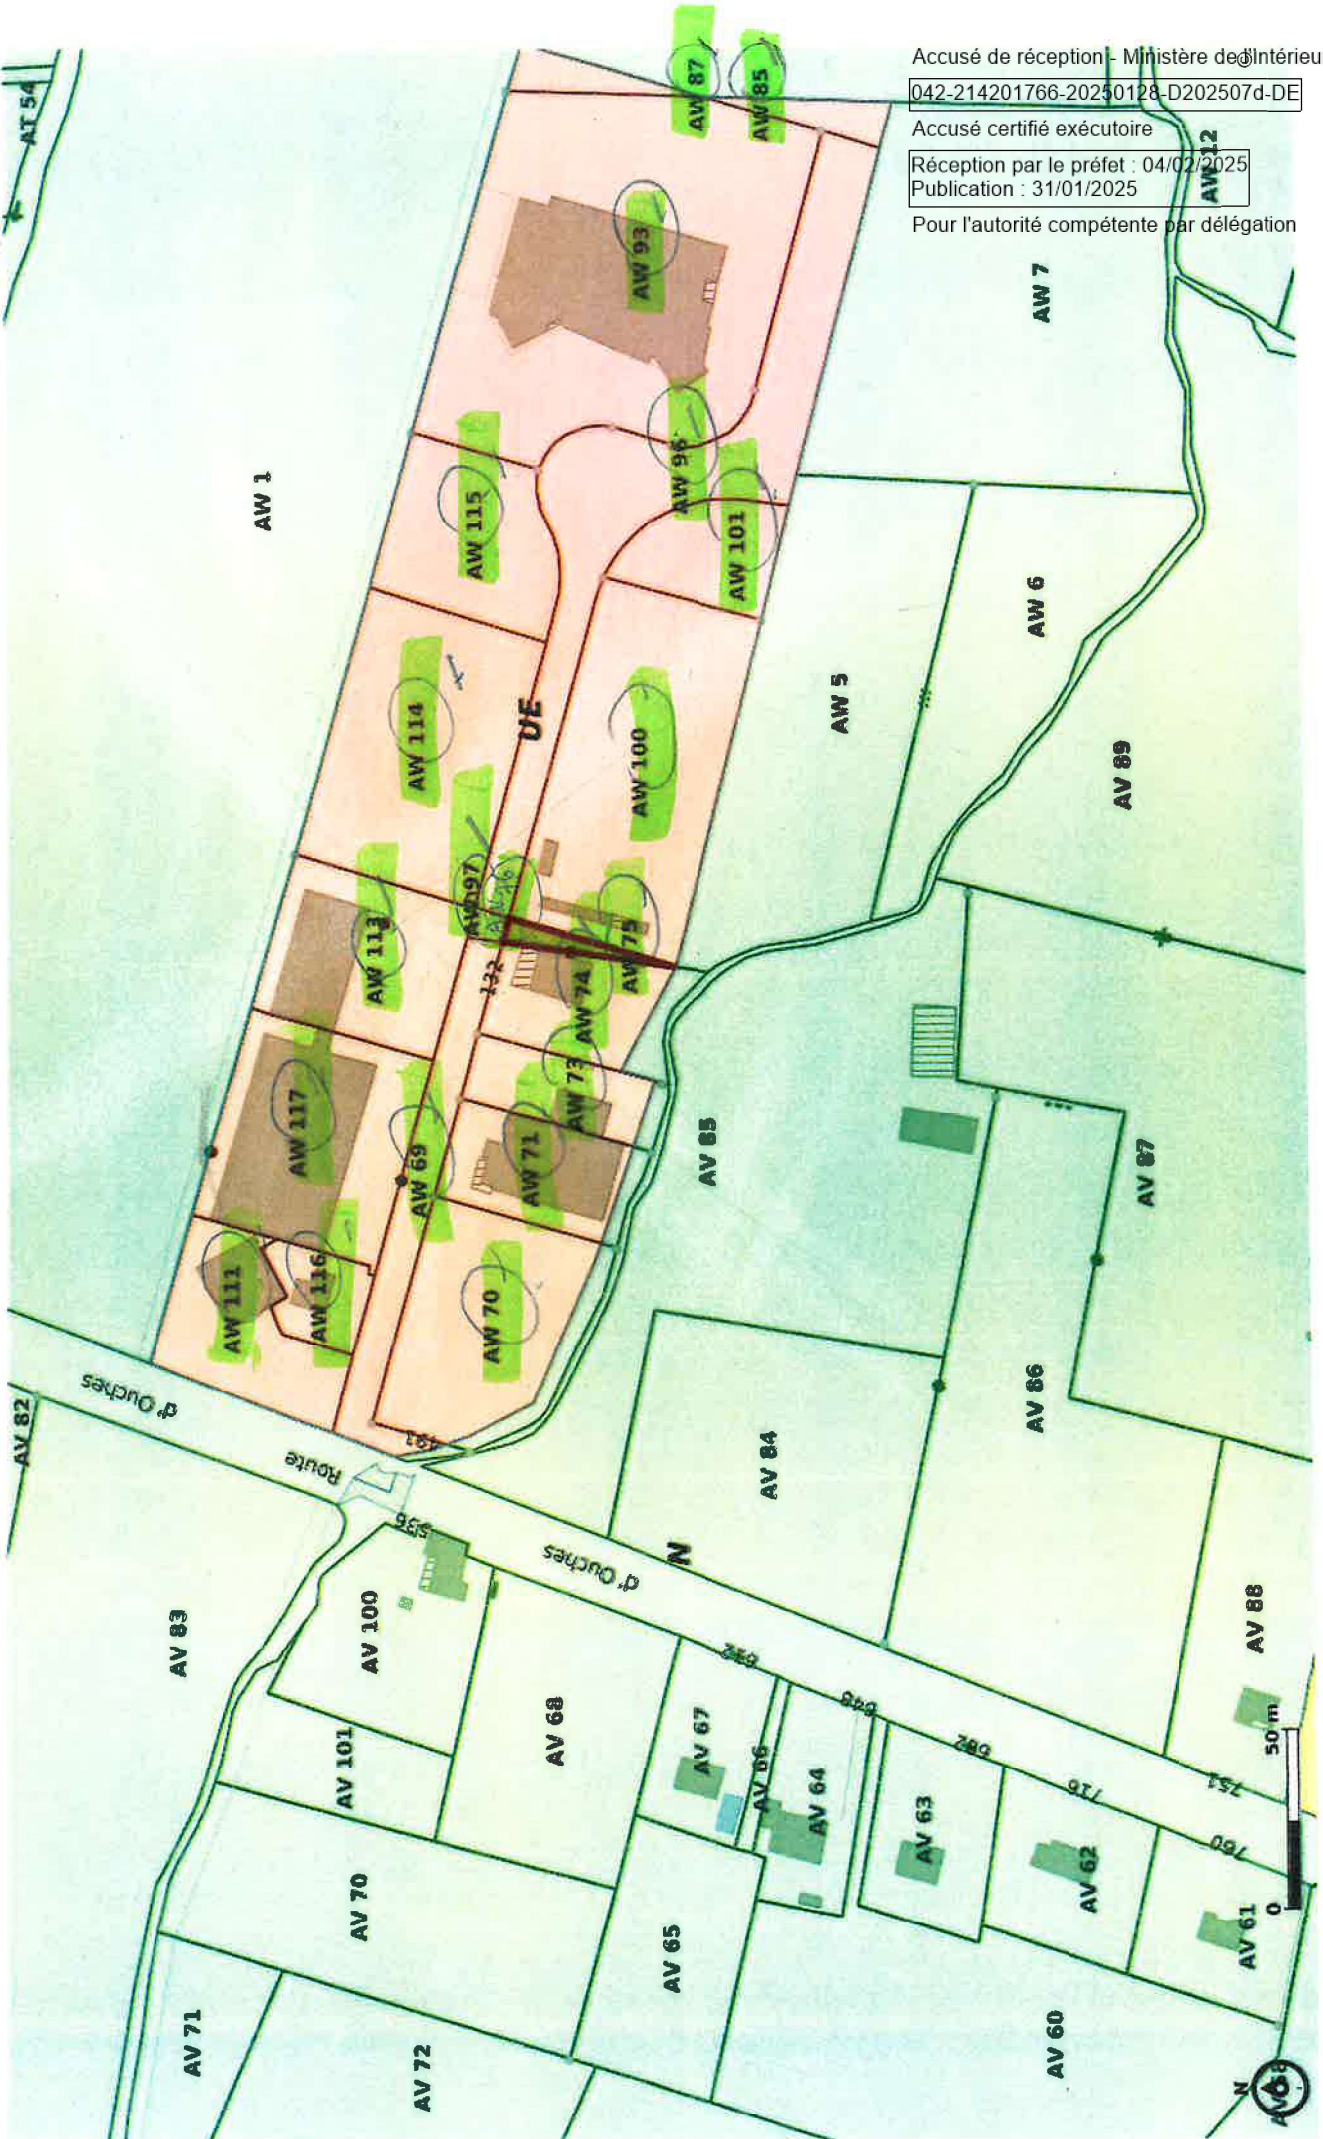 Accusé de réception - Ministère de l'Intérieu
042-214201766-20250128-D202507d-DE
Accusé certifié exécutoire
Réception par le préfet : 04/02/2025
Publication : 31/01/2025
Pour l'autorité compétente par délégation
AT 54
AW 87
AW 85
AW 12
AW 93
AW 7
AW 1
AW 115
AW 96
AW 101
AW 6
AW 114
UE
AW 100
AW 5
AV 89
AW 97
AW 113
132
AW 74
AW 75
AW 73
AW 117
AW 69
AW 71
AV 85
AV 87
AW 111
AW 116
AW 70
AV 86
AV 82
d'Ouches
Route
493
AV 84
536
d'Ouches
N
AV 83
AV 100
AV 88
AV 68
648
AV 101
AV 67
AV 66
682
50 m
AV 64
716
751
AV 63
AV 62
760
AV 70
AV 65
AV 61
0
AV 71
AV 72
AV 60
N